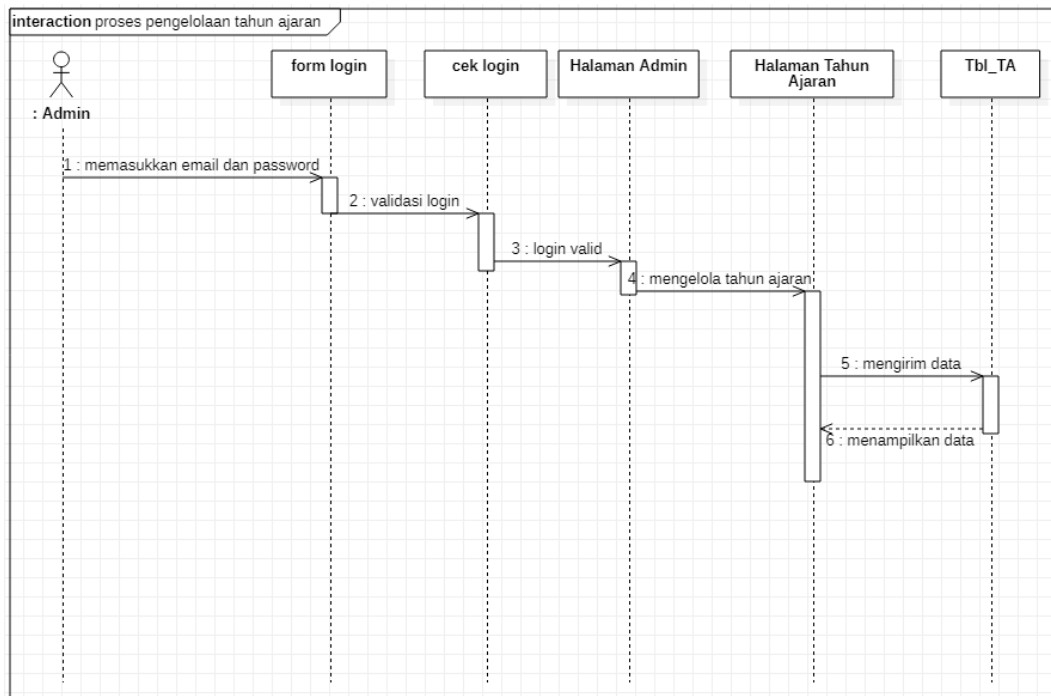 interaction proses pengelolaan tahun ajaran
: Admin
form login
cek login
Halaman Admin
Halaman Tahun
Ajaran
Tbl_TA
1 : memasukkan email dan password
2 : validasi login
3 : login valid
4 : mengelola tahun ajaran
5 : mengirim data
6 : menampilkan data